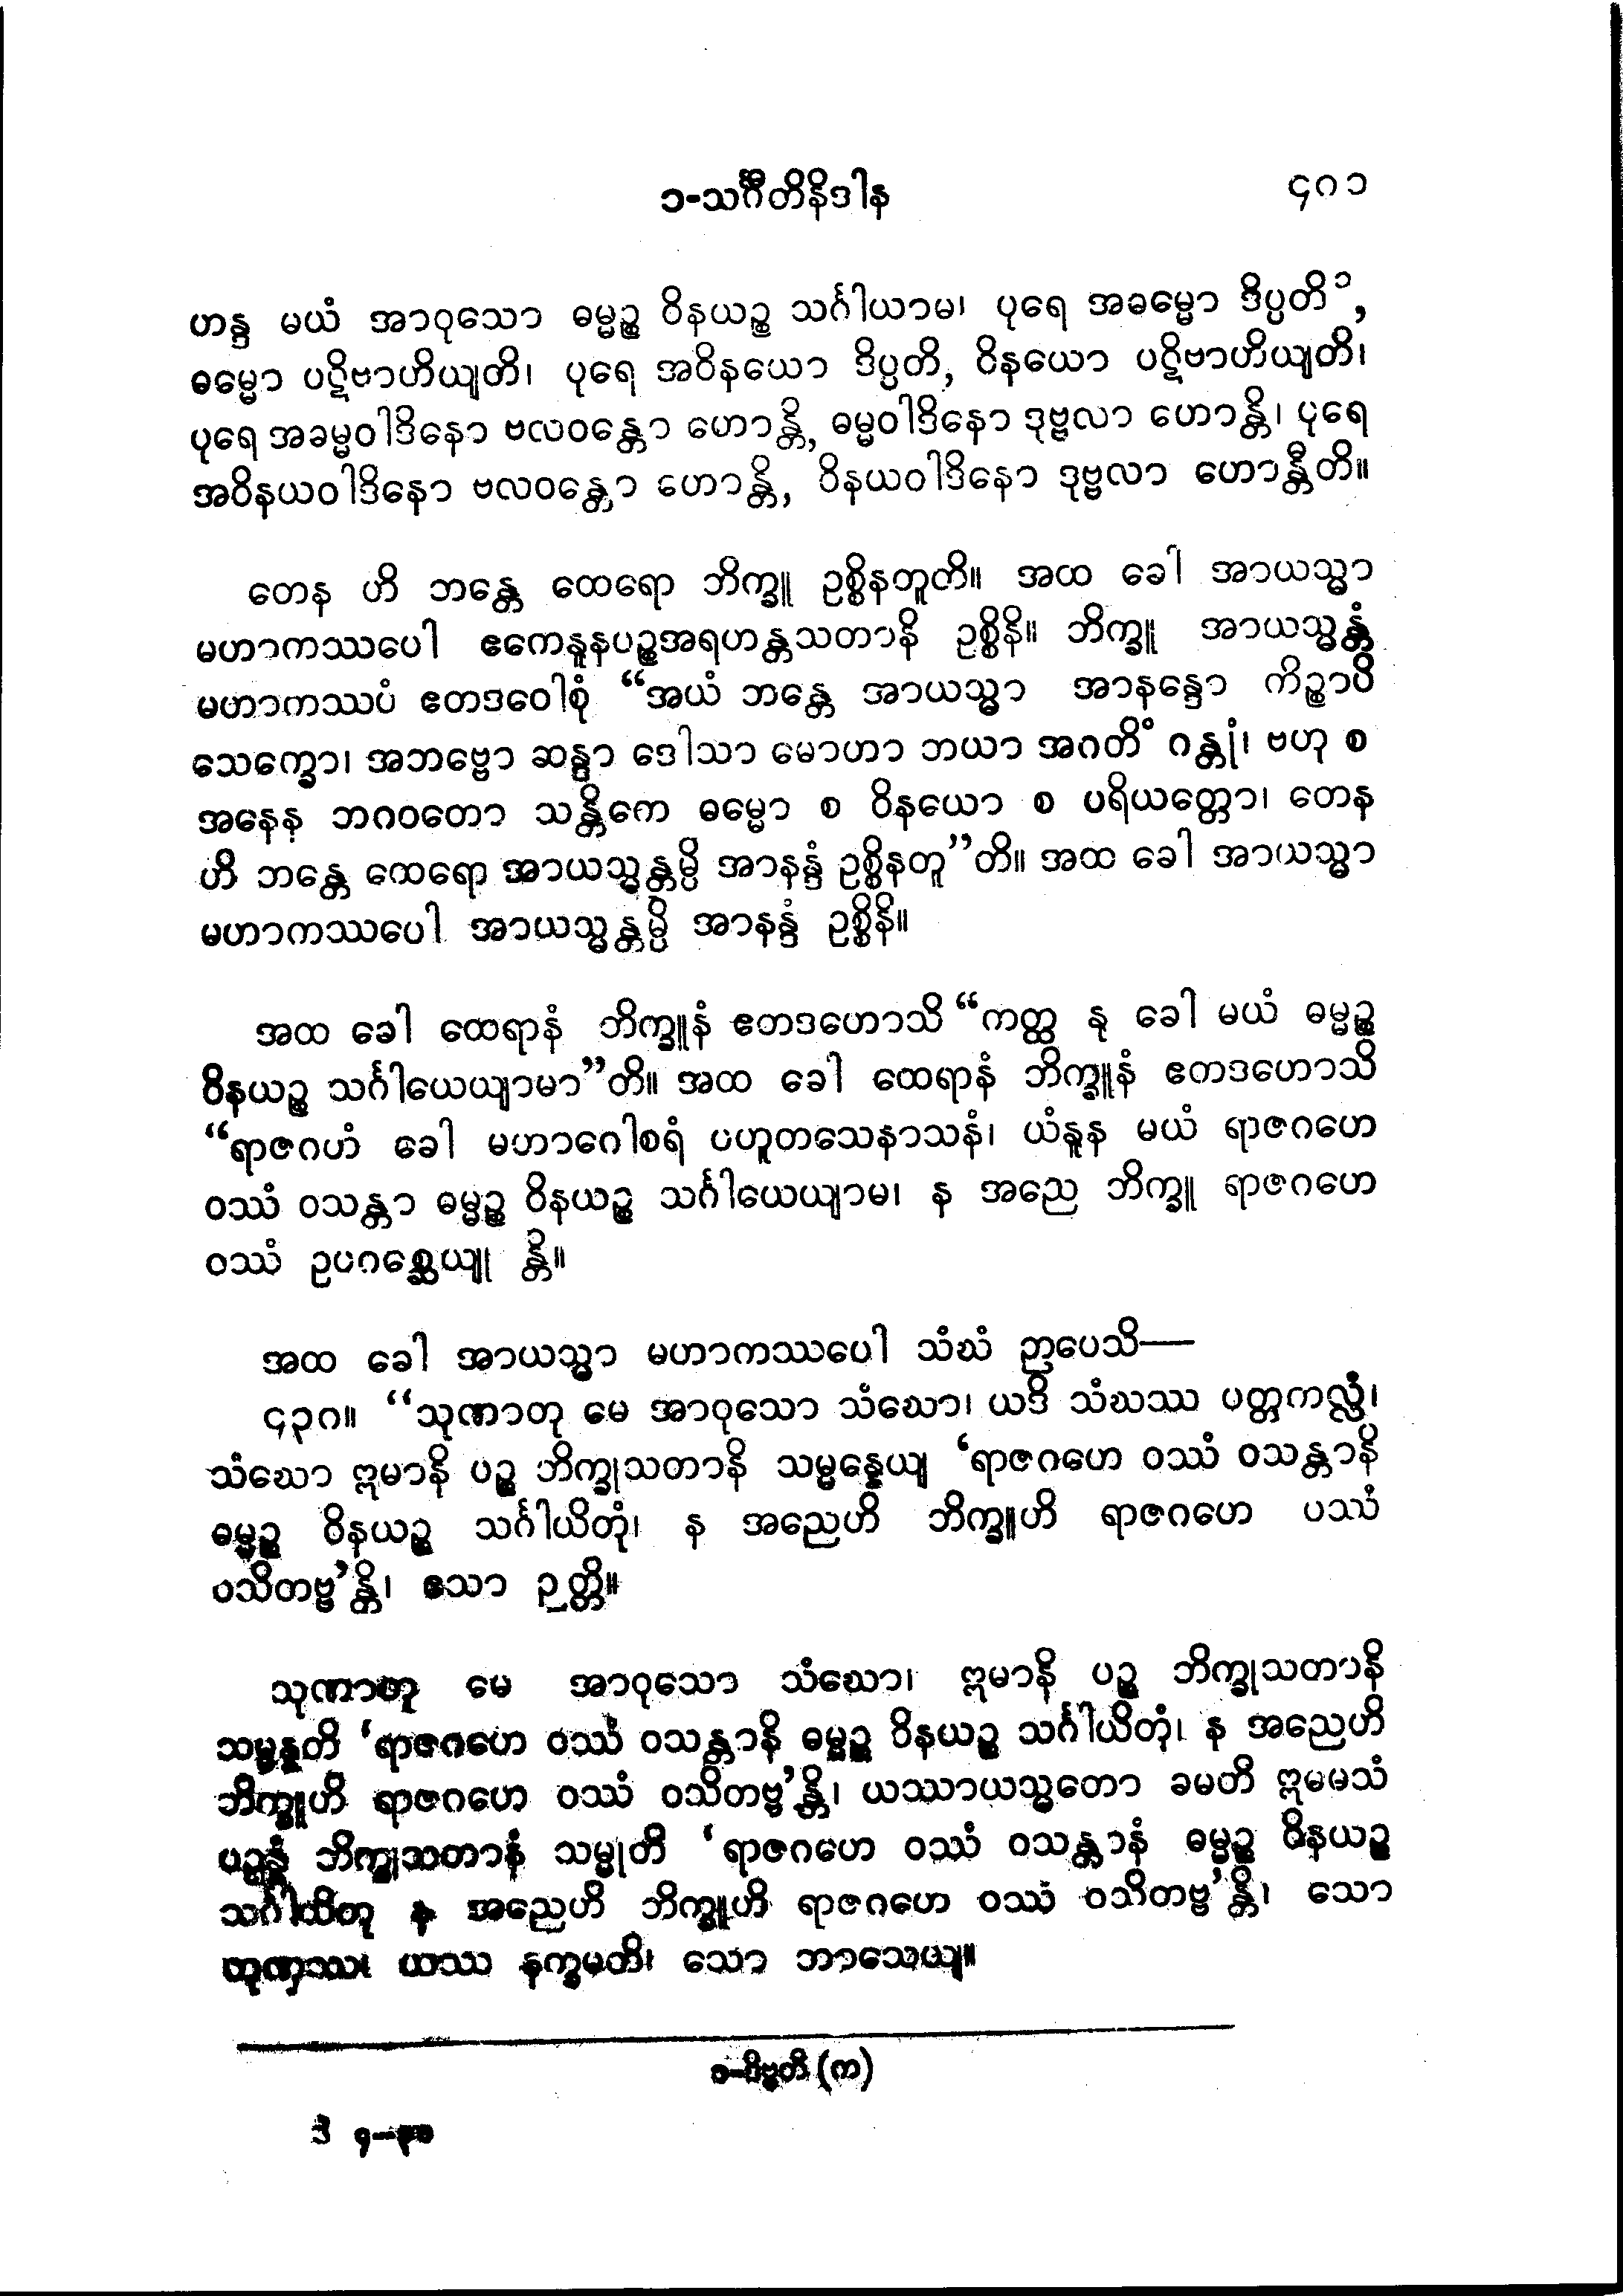 ၁-သင်္ဂီတိနိဒါန ၄၈၁
ဟန္ဒ မယံ အာဝုသော ဓမ္မဉ္စ ဝိနယဉ္စ သင်္ဂါယာမ၊ ပုရေ အဓမ္မော ဒိပ္ပတိ၁,
ဓမ္မော ပဋိဗာဟိယျတိ၊ ပုရေ အဝိနယော ဒိပ္ပတိ, ဝိနယော ပဋိဗာဟိယျတိ၊
ပုရေ အဓမ္မဝါဒိနော ဗလဝန္တော ဟောန္တိ, ဓမ္မဝါဒိနော ဒုဗ္ဗလာ ဟောန္တိ၊ ပုရေ
အဝိနယဝါဒိနော ဗလဝန္တော ဟောန္တိ, ဝိနယဝါဒိနော ဒုဗ္ဗလာ ဟောန္တီတိ။
တေန ဟိ ဘန္တေ ထေရော ဘိက္ခူ ဥစ္စိနတူတိ။ အထ ခေါ အာယသ္မာ
မဟာကဿပေါ ဧကေနူနပဉ္စအရဟန္တသတာနိ ဥစ္စိနိ။ ဘိက္ခူ အာယသ္မန္တံ
မဟာကဿပံ ဧတဒဝေါစုံ “အယံ ဘန္တေ အာယသ္မာ အာနန္ဒော ကိဉ္စာပိ
သေက္ခော၊ အဘဗ္ဗော ဆန္ဒာ ဒေါသာ မောဟာ ဘယာ အဂတိံ ဂန္တုံ၊ ဗဟု စ
အနေန ဘဂဝတော သန္တိကေ ဓမ္မော စ ဝိနယော စ ပရိယတ္တော၊ တေန
ဟိ ဘန္တေ ထေရော အာယသ္မန္တမ္ပိ အာနန္ဒံ ဥစ္စိနတူ”တိ။ အထ ခေါ အာယသ္မာ
မဟာကဿပေါ အာယသ္မန္တမ္ပိ အာနန္ဒံ ဥစ္စိနိ။
အထ ခေါ ထေရာနံ ဘိက္ခူနံ ဧတဒဟောသိ “ကတ္ထ နု ခေါ မယံ ဓမ္မဉ္စ
ဝိနယဉ္စ သင်္ဂါယေယျာမာ”တိ။ အထ ခေါ ထေရာနံ ဘိက္ခူနံ ဧတဒဟောသိ
“ရာဇဂဟံ ခေါ မဟာဂေါစရံ ပဟူတသေနာသနံ၊ ယံနူန မယံ ရာဇဂဟေ
ဝဿံ ဝသန္တာ ဓမ္မဉ္စ ဝိနယဉ္စ သင်္ဂါယေယျာမ၊ န အညေ ဘိက္ခူ ရာဇဂဟေ
ဝဿံ ဥပဂစ္ဆေယျု န္တိ။
အထ ခေါ အာယသ္မာ မဟာကဿပေါ သံဃံ ဉာပေသိ—
၄၃၈။ “သုဏာတု မေ အာဝုသော သံဃော၊ ယဒိ သံဃဿ ပတ္တကလ္လံ၊
သံဃော ဣမာနိ ပဉ္စ ဘိက္ခုသတာနိ သမ္မန္နေယျ ‘ရာဇဂဟေ ဝဿံ ဝသန္တာနိ
ဓမ္မဉ္စ ဝိနယဉ္စ သင်္ဂါယိတုံ၊ န အညေဟိ ဘိက္ခူဟိ ရာဇဂဟေ ဝဿံ
ဝသိတဗ္ဗ’န္တိ၊ ဧသာ ဉတ္တိ။
သုဏာတု မေ အာဝုသော သံဃော၊ ဣမာနိ ပဉ္စ ဘိက္ခုသတာနိ
သမ္မန္နတိ ‘ရာဇဂဟေ ဝဿံ ဝသန္တာနိ ဓမ္မဉ္စ ဝိနယဉ္စ သင်္ဂါယိတုံ၊ န အညေဟိ
ဘိက္ခူဟိ ရာဇဂဟေ ဝဿံ ဝသိတဗ္ဗ’န္တိ၊ ယဿာယသ္မတော ခမတိ ဣမေသံ
ပဉ္စန္နံ ဘိက္ခုသတာနံ သမ္မုတိ ‘ရာဇဂဟေ ဝဿံ ဝသန္တာနံ ဓမ္မဉ္စ ဝိနယဉ္စ
သင်္ဂါယိတု န အညေဟိ ဘိက္ခူဟိ ရာဇဂဟေ ဝဿံ ဝသိတဗ္ဗ’န္တိ၊ သော
တုဏှဿ၊ ယဿ နက္ခမတိ၊ သော ဘာသေယျ။
၁-ဒိဗ္ဗတိ (က)